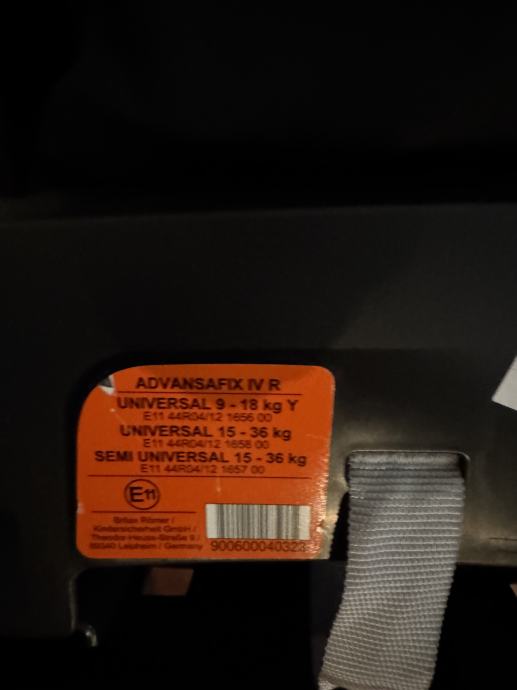 ADVANSAFIX IV R
UNIVERSAL 9 - 18 kg Y
E11 44R04/12 1656 00
UNIVERSAL 15 - 36 kg
E11 44R04/12 1658 00
SEMI UNIVERSAL 15 - 36 kg
E11 44R04/12 1657 00
E11
Britax Römer /
Kindersicherheit GmbH /
Theodor-Heuss-Straße 9 /
89340 Leipheim / Germany
900600040323